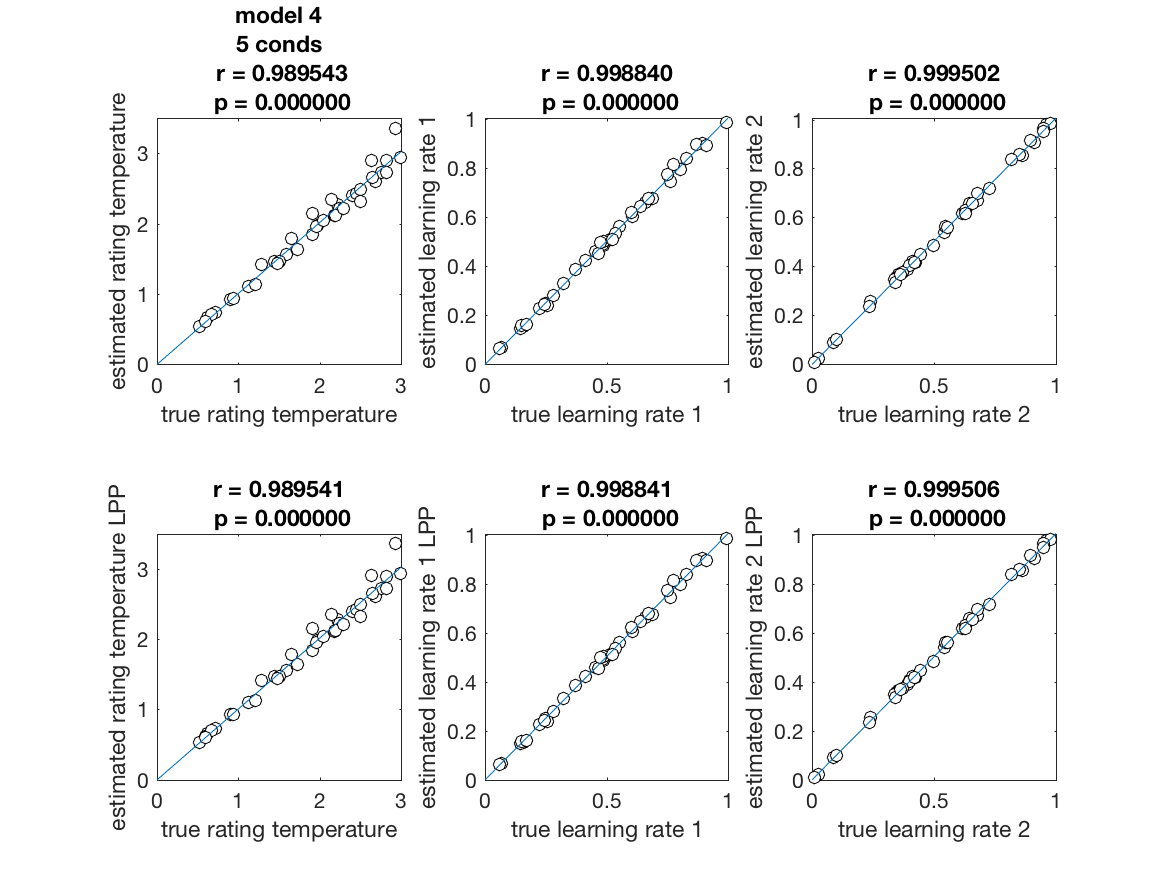 model 4
5 conds
r = 0.989543
p = 0.000000
estimated rating temperature
3
2
1
0
0 1 2 3
true rating temperature
r = 0.998840
p = 0.000000
estimated learning rate 1
1
0.8
0.6
0.4
0.2
0
0 0.5 1
true learning rate 1
r = 0.999502
p = 0.000000
estimated learning rate 2
1
0.8
0.6
0.4
0.2
0
0 0.5 1
true learning rate 2
r = 0.989541
p = 0.000000
estimated rating temperature LPP
3
2
1
0
0 1 2 3
true rating temperature
r = 0.998841
p = 0.000000
estimated learning rate 1 LPP
1
0.8
0.6
0.4
0.2
0
0 0.5 1
true learning rate 1
r = 0.999506
p = 0.000000
estimated learning rate 2 LPP
1
0.8
0.6
0.4
0.2
0
0 0.5 1
true learning rate 2